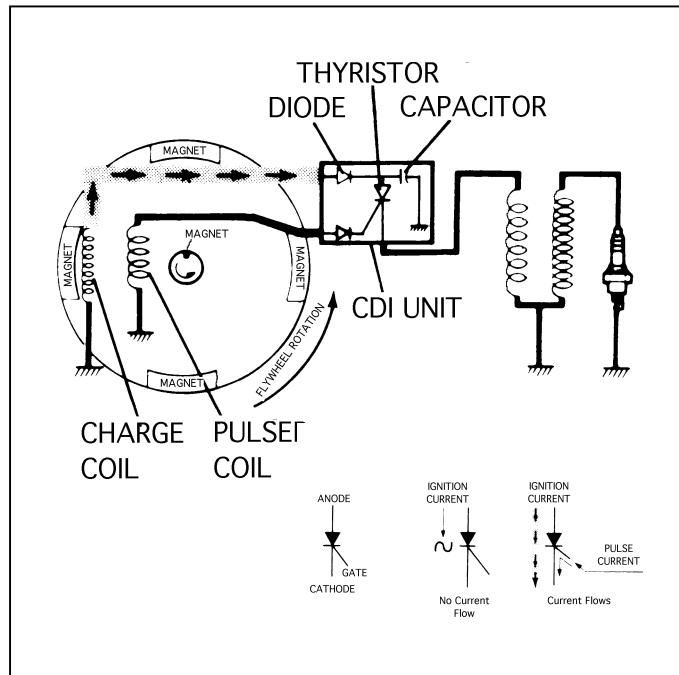 THYRISTOR
DIODE CAPACITOR
MAGNET
MAGNET
MAGNET
MAGNET
CDI UNIT
FLYWHEEL ROTATION
MAGNET
CHARGE
COIL
PULSER
COIL
ANODE
GATE
CATHODE
IGNITION
CURRENT
No Current
Flow
IGNITION
CURRENT
PULSE
CURRENT
Current Flows